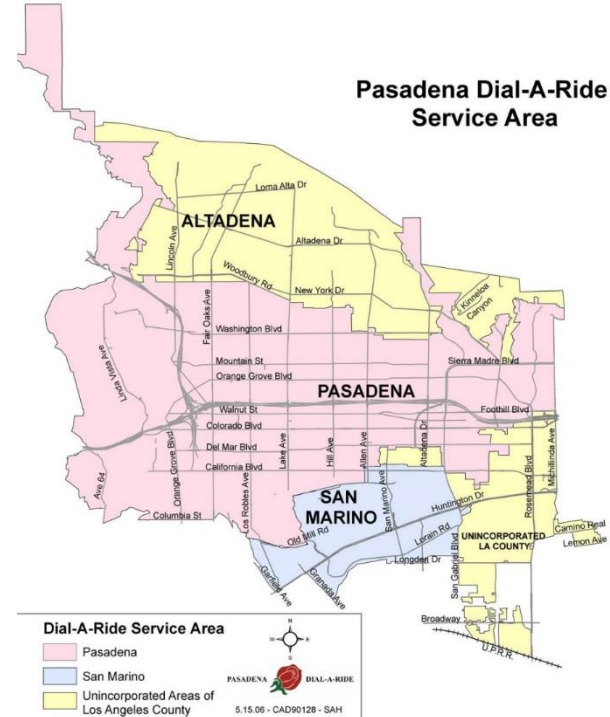 Pasadena Dial-A-Ride
Service Area
Loma Alta Dr
ALTADENA
Lincoln Ave
Altadena Dr
Woodbury Rd
New York Dr
Kinneloa
Canyon
Fair Oaks Ave
Washington Blvd
Linda Vista Ave
Mountain St
Sierra Madre Blvd
Orange Grove Blvd
PASADENA
Walnut St
Foothill Blvd
Colorado Blvd
Orange Grove Blvd
Del Mar Blvd
Lake Ave
Hill Ave
Allen Ave
Altadena Dr
Michillinda Ave
California Blvd
Rosemead Blvd
Ave 64
Los Robles Ave
SAN
MARINO
San Marino Ave
Huntington Dr
Columbia St
Old Mill Rd
Lorain Rd
UNINCORPORATED
LA COUNTY
Camino Real
Lemon Ave
Longden Dr
San Gabriel Blvd
Garfield Ave
Granada Ave
Broadway
U.P.R.R.
Dial-A-Ride Service Area
Pasadena
San Marino
Unincorporated Areas of
Los Angeles County
N
W
E
S
PASADENA DIAL-A-RIDE
5.15.06 - CAD90128 - SAH